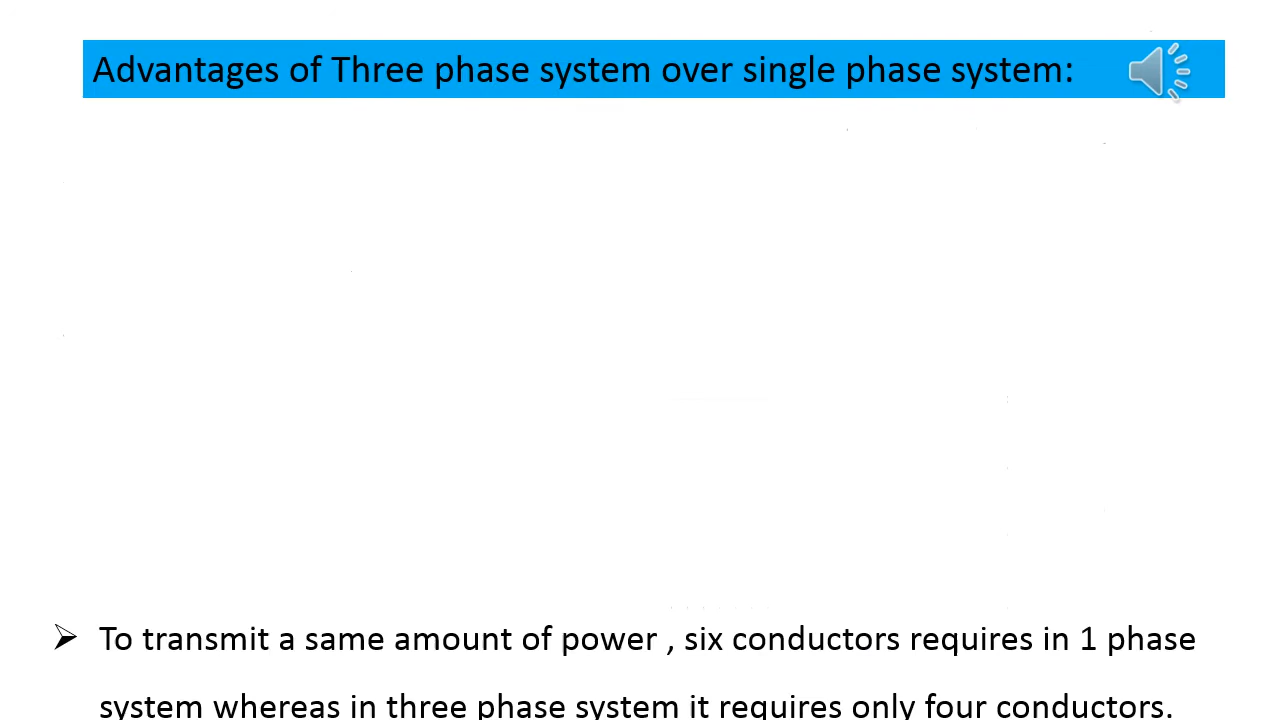 Advantages of Three phase system over single phase system:
➢ To transmit a same amount of power , six conductors requires in 1 phase
system whereas in three phase system it requires only four conductors.